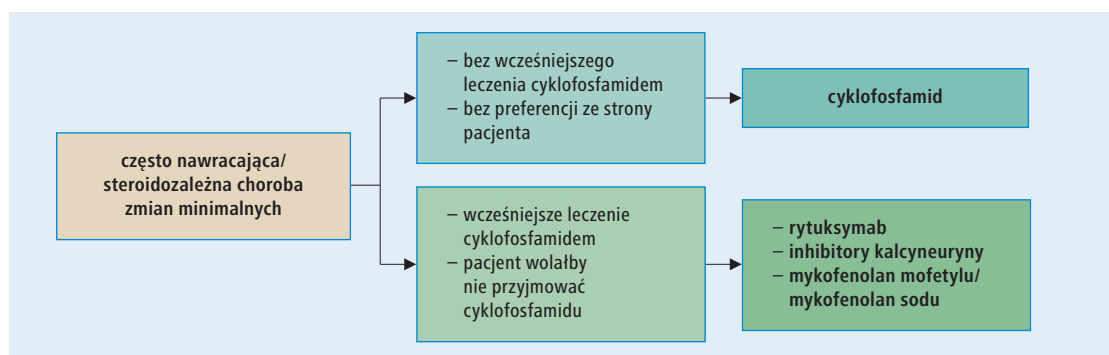 często nawracająca/
steroidozależna choroba
zmian minimalnych
– bez wcześniejszego
leczenia cyklofosfamidem
– bez preferencji ze strony
pacjenta
cyklofosfamid
– wcześniejsze leczenie
cyklofosfamidem
– pacjent wolałby
nie przyjmować
cyklofosfamidu
– rytuksymab
– inhibitory kalcyneuryny
– mykofenolan mofetylu/
mykofenolan sodu